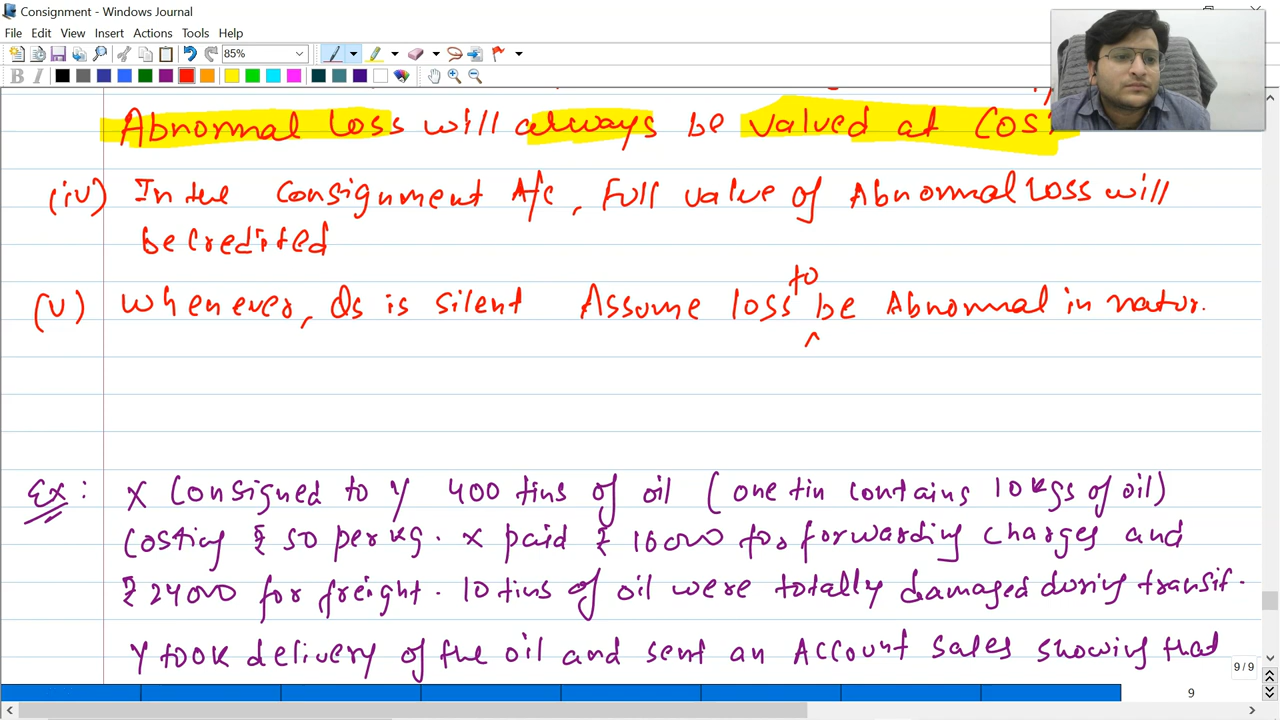 Consignment - Windows Journal
File Edit View Insert Actions Tools Help
85%
B I
Abnormal Loss will always be valued at Cost
(iv) In the Consignment A/c, Full value of Abnormal Loss will
be Credited
to
(v) Whenever, Qs is silent Assume loss be Abnormal in natur.
^
Ex: X Consigned to Y 400 tins of oil (one tin contains 10 kgs of oil)
Costing ₹ 50 per kg. X paid ₹ 16000 for forwarding charges and
₹ 24000 for freight. 10 tins of oil were totally damaged during transit.
Y took delivery of the oil and sent an Account Sales showing that
9/9
9